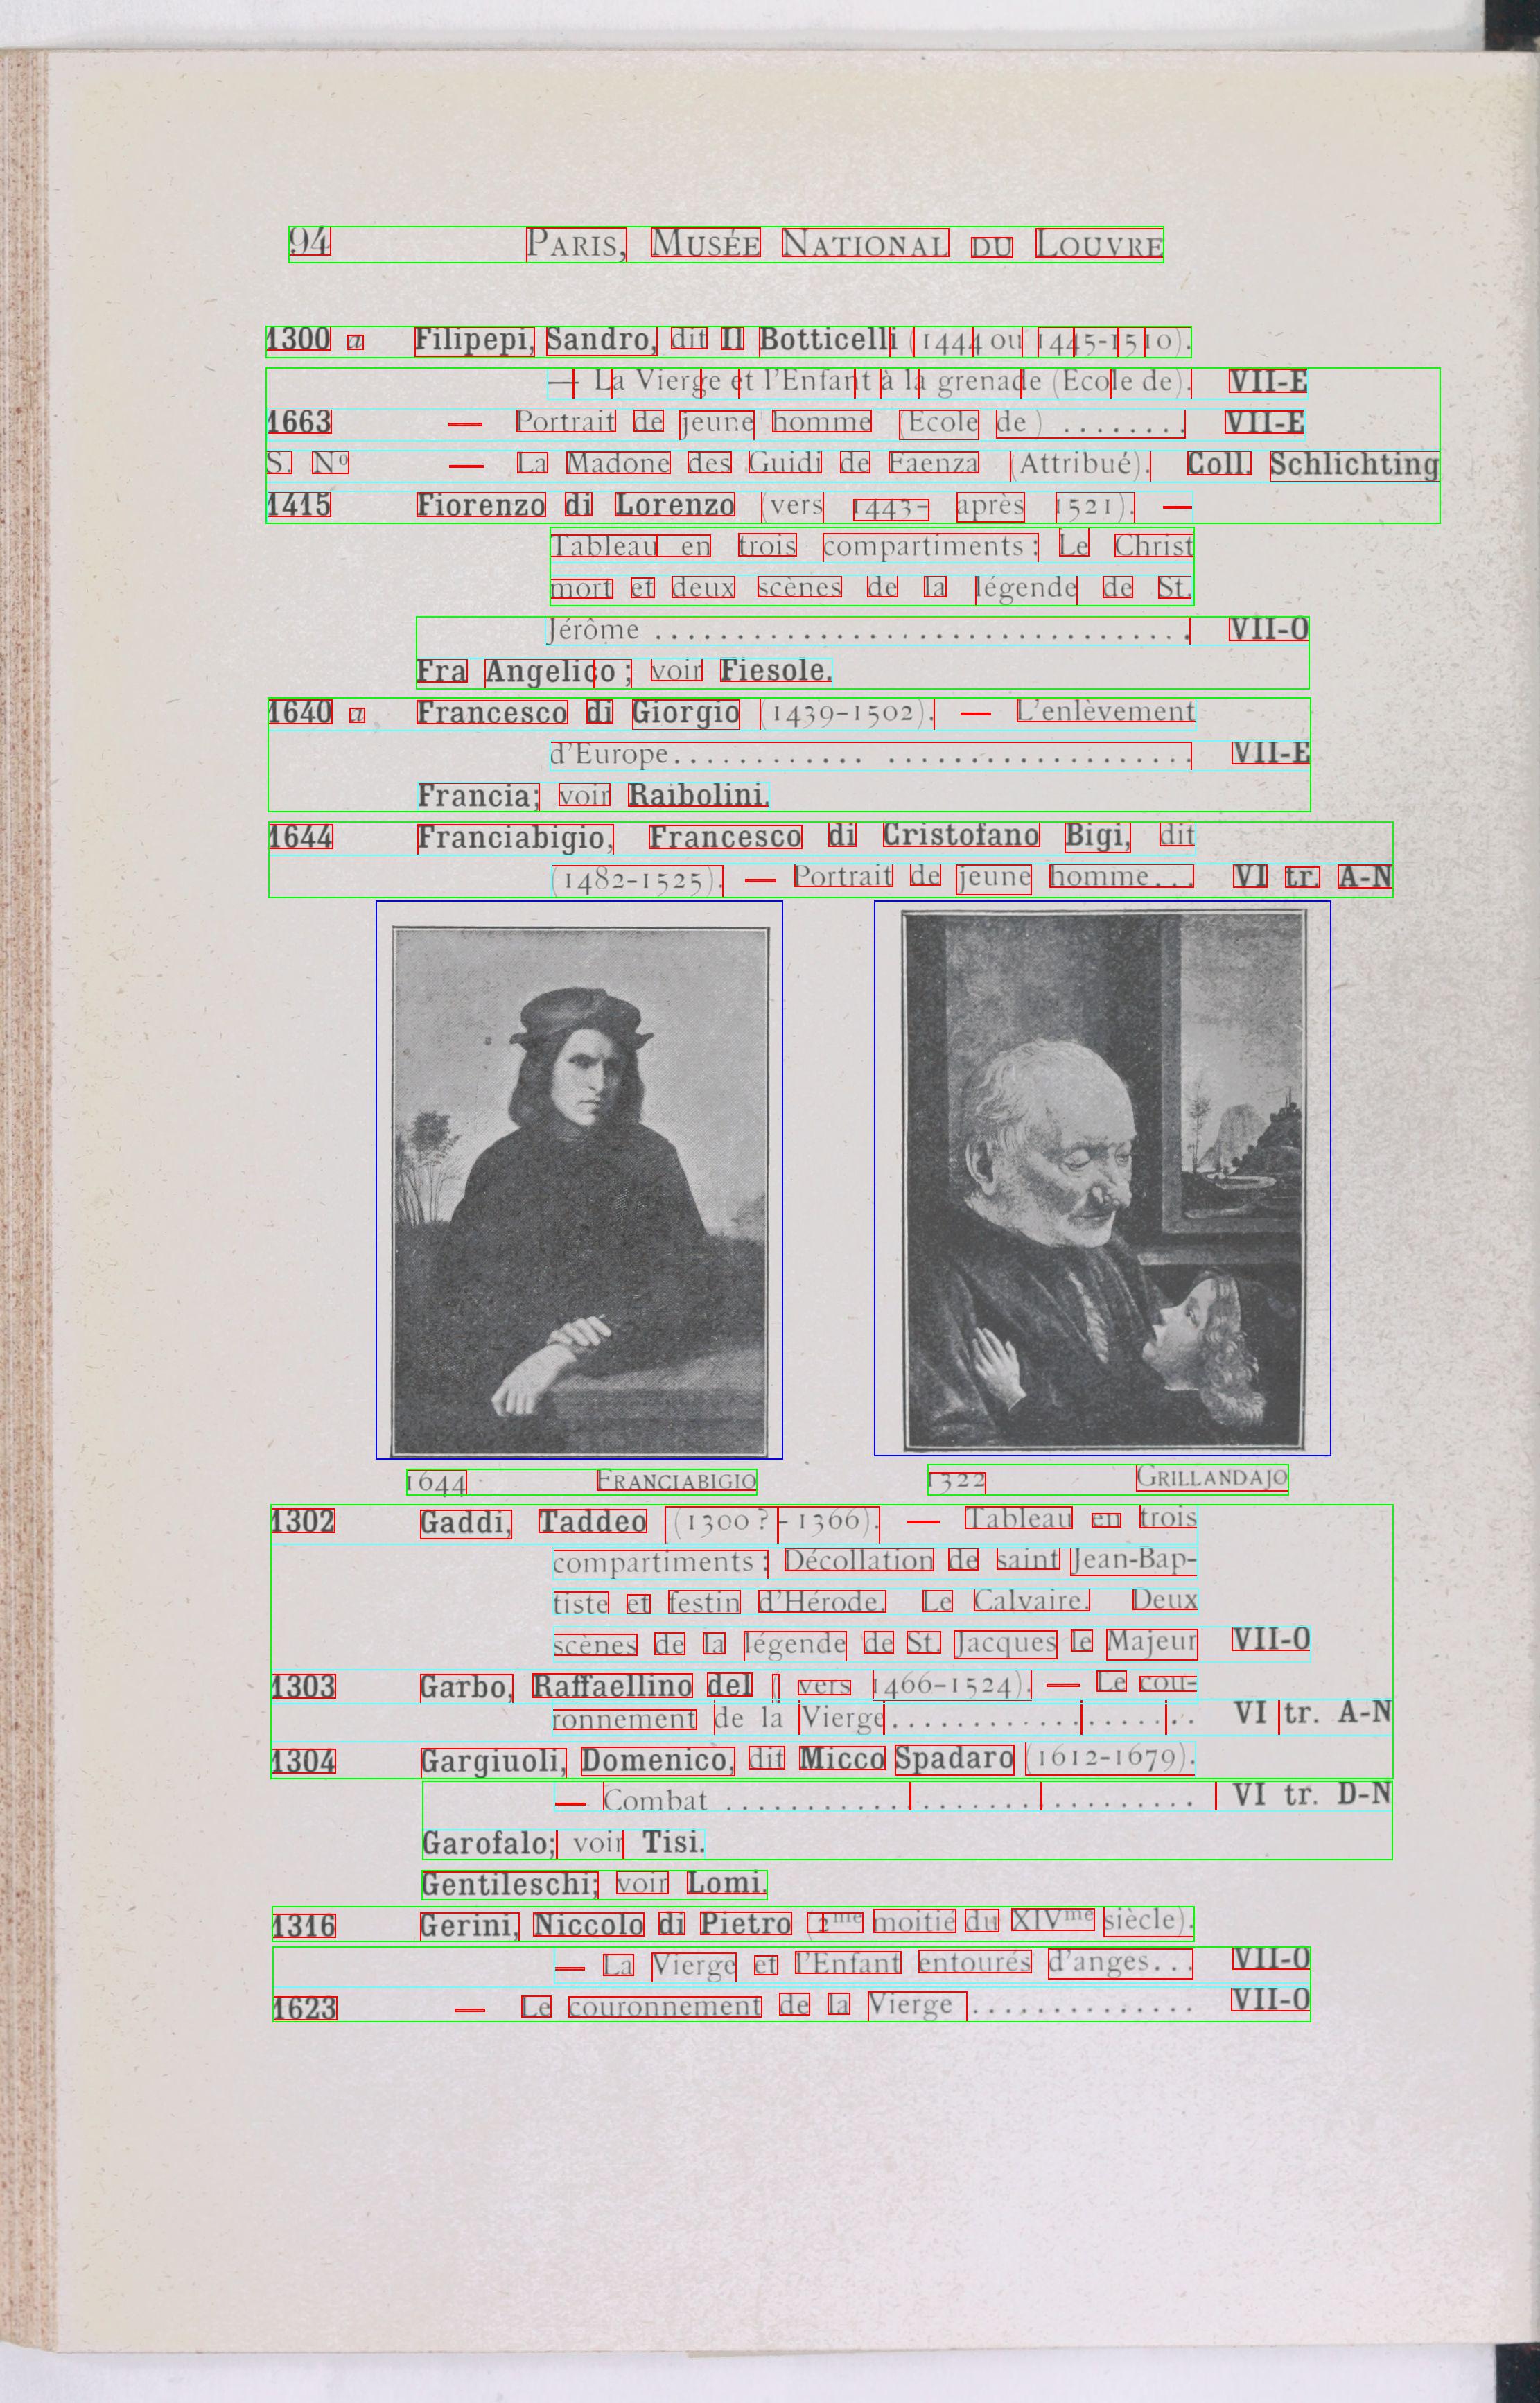 94 PARIS, MUSÉE NATIONAL DU LOUVRE
1300 a Filipepi, Sandro, dit Il Botticelli (1444 ou 1445-1510).
— La Vierge et l'Enfant à la grenade (Ecole de). VII-E
1663 — Portrait de jeune homme (Ecole de) ........ VII-E
S. Nº — La Madone des Guidi de Faenza (Attribué). Coll. Schlichting
1415 Fiorenzo di Lorenzo (vers 1443- après 1521). —
Tableau en trois compartiments: Le Christ
mort et deux scènes de la légende de St.
Jérôme .................................. VII-O
Fra Angelico; voir Fiesole.
1640 a Francesco di Giorgio (1439-1502). — L'enlèvement
d'Europe................................ VII-E
Francia; voir Raibolini.
1644 Franciabigio, Francesco di Cristofano Bigi, dit
(1482-1525). — Portrait de jeune homme... VI tr. A-N
1644 FRANCIABIGIO
1322 GRILLANDAJO
1302 Gaddi, Taddeo (1300?-1366). — Tableau en trois
compartiments: Décollation de saint Jean-Bap-
tiste et festin d'Hérode. Le Calvaire. Deux
scènes de la légende de St. Jacques le Majeur VII-O
1303 Garbo, Raffaellino del (vers 1466-1524). — Le cou-
ronnement de la Vierge................... VI tr. A-N
1304 Gargiuoli, Domenico, dit Micco Spadaro (1612-1679).
— Combat ............................. VI tr. D-N
Garofalo; voir Tisi.
Gentileschi; voir Lomi.
1316 Gerini, Niccolo di Pietro (2me moitié du XIVme siècle).
— La Vierge et l'Enfant entourés d'anges... VII-O
1623 — Le couronnement de la Vierge .............. VII-O